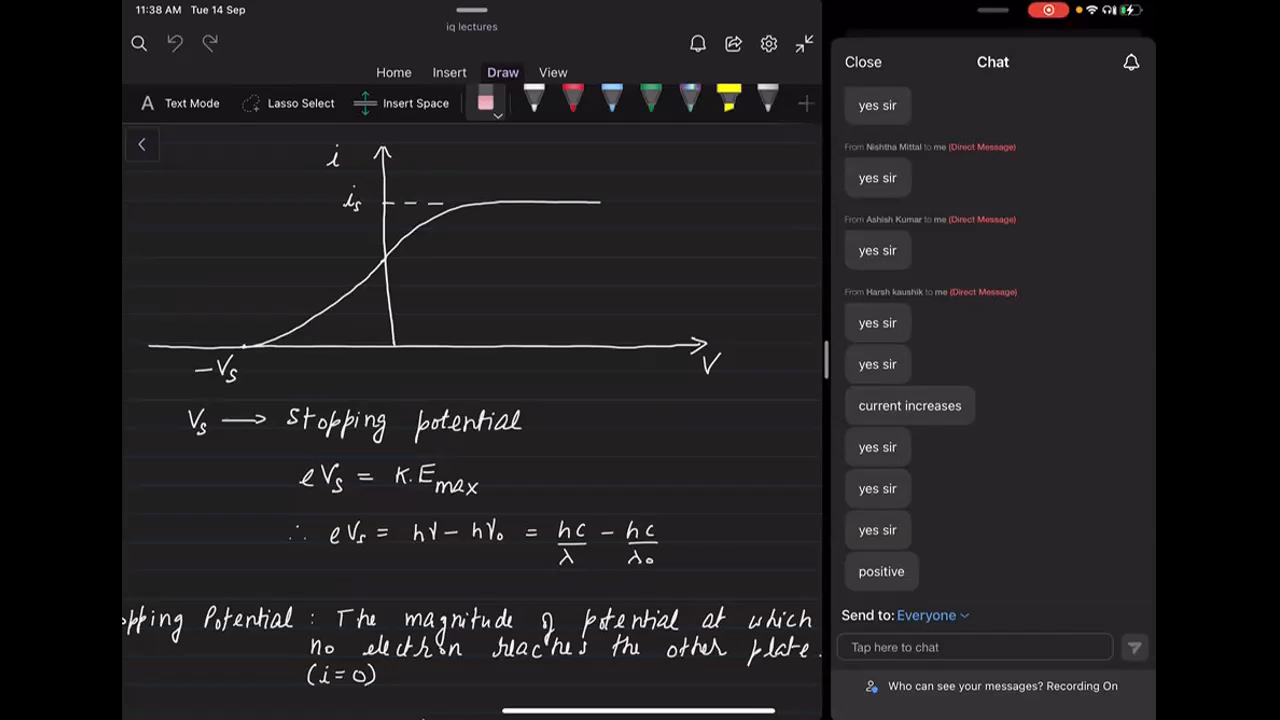 11:38 AM Tue 14 Sep
iq lectures
Home Insert Draw View
A Text Mode Lasso Select Insert Space
i
is
-Vs
V
Vs → Stopping potential
eVs = K.Emax
∴ eVs = hν - hν₀ = hc/λ - hc/λ₀
opping Potential : The magnitude of potential at which
no electron reaches the other plate.
(i=0)
Close Chat
yes sir
From Nishtha Mittal to me (Direct Message)
yes sir
From Ashish Kumar to me (Direct Message)
yes sir
From Harsh kaushik to me (Direct Message)
yes sir
yes sir
current increases
yes sir
yes sir
yes sir
positive
Send to: Everyone
Tap here to chat
Who can see your messages? Recording On